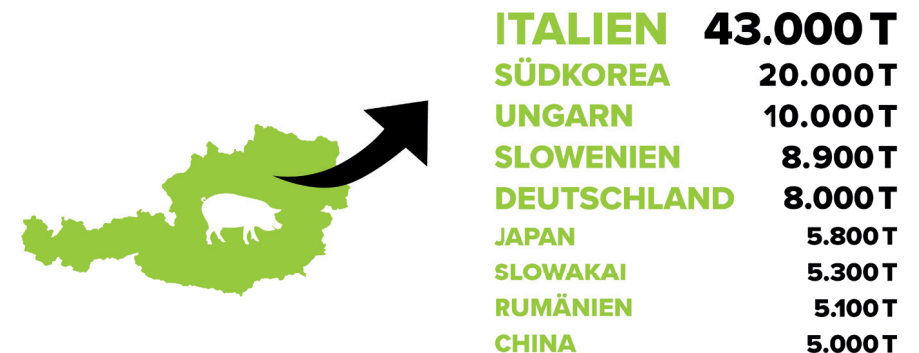 ITALIEN 43.000 T
SÜDKOREA 20.000 T
UNGARN 10.000 T
SLOWENIEN 8.900 T
DEUTSCHLAND 8.000 T
JAPAN 5.800 T
SLOWAKAI 5.300 T
RUMÄNIEN 5.100 T
CHINA 5.000 T